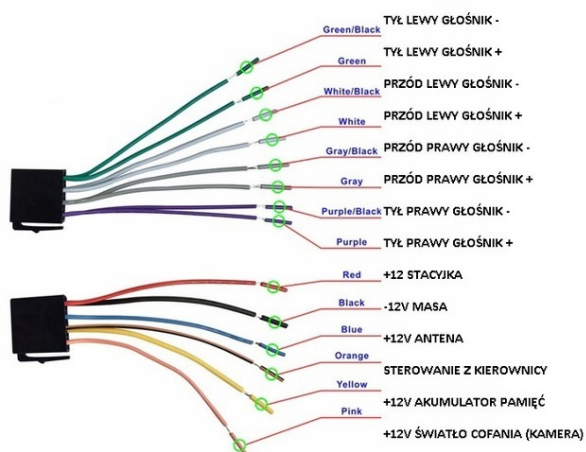 Green/Black TYŁ LEWY GŁOŚNIK -
Green TYŁ LEWY GŁOŚNIK +
White/Black PRZÓD LEWY GŁOŚNIK -
White PRZÓD LEWY GŁOŚNIK +
Gray/Black PRZÓD PRAWY GŁOŚNIK -
Gray PRZÓD PRAWY GŁOŚNIK +
Purple/Black TYŁ PRAWY GŁOŚNIK -
Purple TYŁ PRAWY GŁOŚNIK +
Red +12 STACYJKA
Black -12V MASA
Blue +12V ANTENA
Orange STEROWANIE Z KIEROWNICY
Yellow +12V AKUMULATOR PAMIĘĆ
Pink +12V ŚWIATŁO COFANIA (KAMERA)